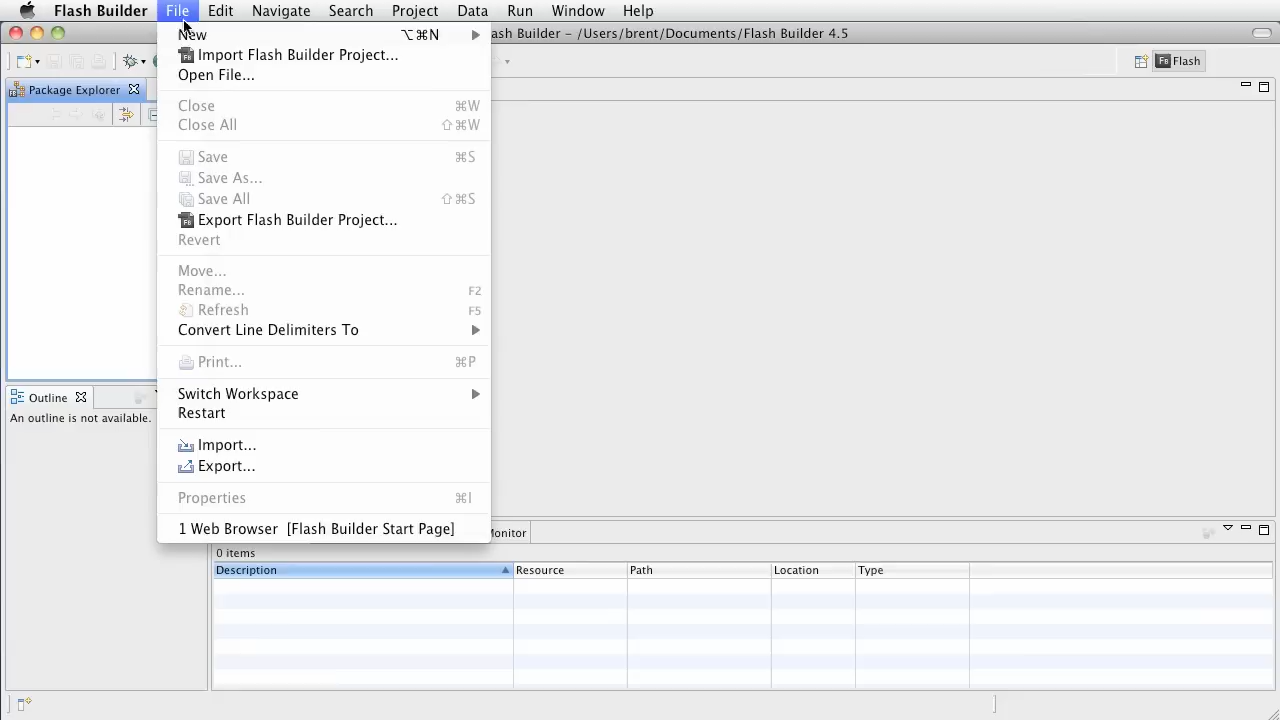 Flash Builder File Edit Navigate Search Project Data Run Window Help
lash Builder – /Users/brent/Documents/Flash Builder 4.5
New ⌥⌘N
Import Flash Builder Project...
Open File...
Close ⌘W
Close All ⇧⌘W
Save ⌘S
Save As...
Save All ⇧⌘S
Export Flash Builder Project...
Revert
Move...
Rename... F2
Refresh F5
Convert Line Delimiters To
Print... ⌘P
Switch Workspace
Restart
Import...
Export...
Properties ⌘I
1 Web Browser [Flash Builder Start Page]
Fb Flash
Package Explorer
Outline
An outline is not available.
Monitor
0 items
Description Resource Path Location Type